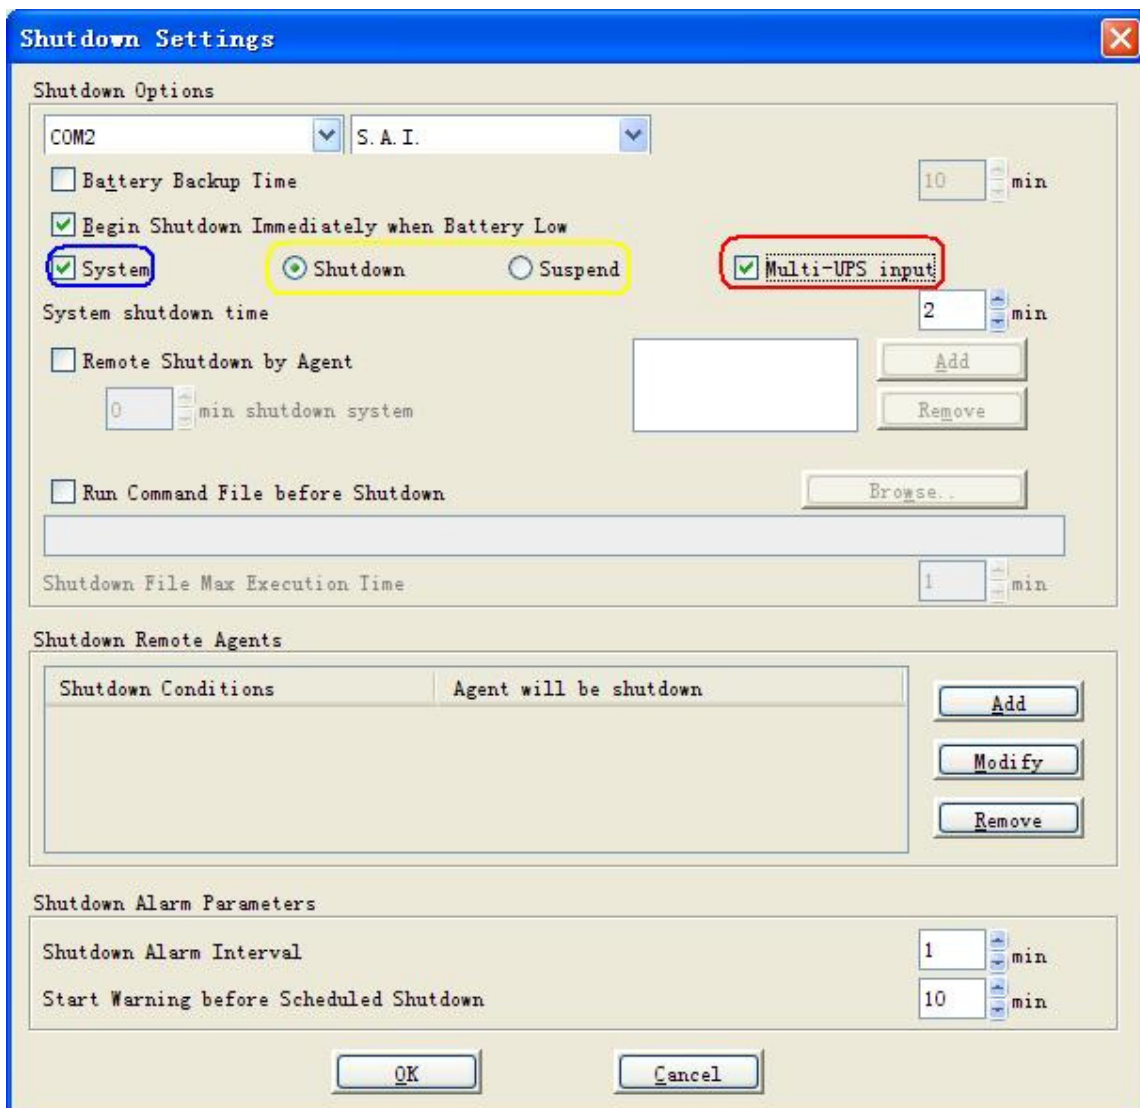 Shutdown Settings
Shutdown Options
COM2 S.A.I.
Battery Backup Time 10 min
Begin Shutdown Immediately when Battery Low
System Shutdown Suspend Multi-UPS input
System shutdown time 2 min
Remote Shutdown by Agent Add
0 min shutdown system Remove
Run Command File before Shutdown Browse..
Shutdown File Max Execution Time 1 min
Shutdown Remote Agents
Shutdown Conditions Agent will be shutdown
Add
Modify
Remove
Shutdown Alarm Parameters
Shutdown Alarm Interval 1 min
Start Warning before Scheduled Shutdown 10 min
OK Cancel